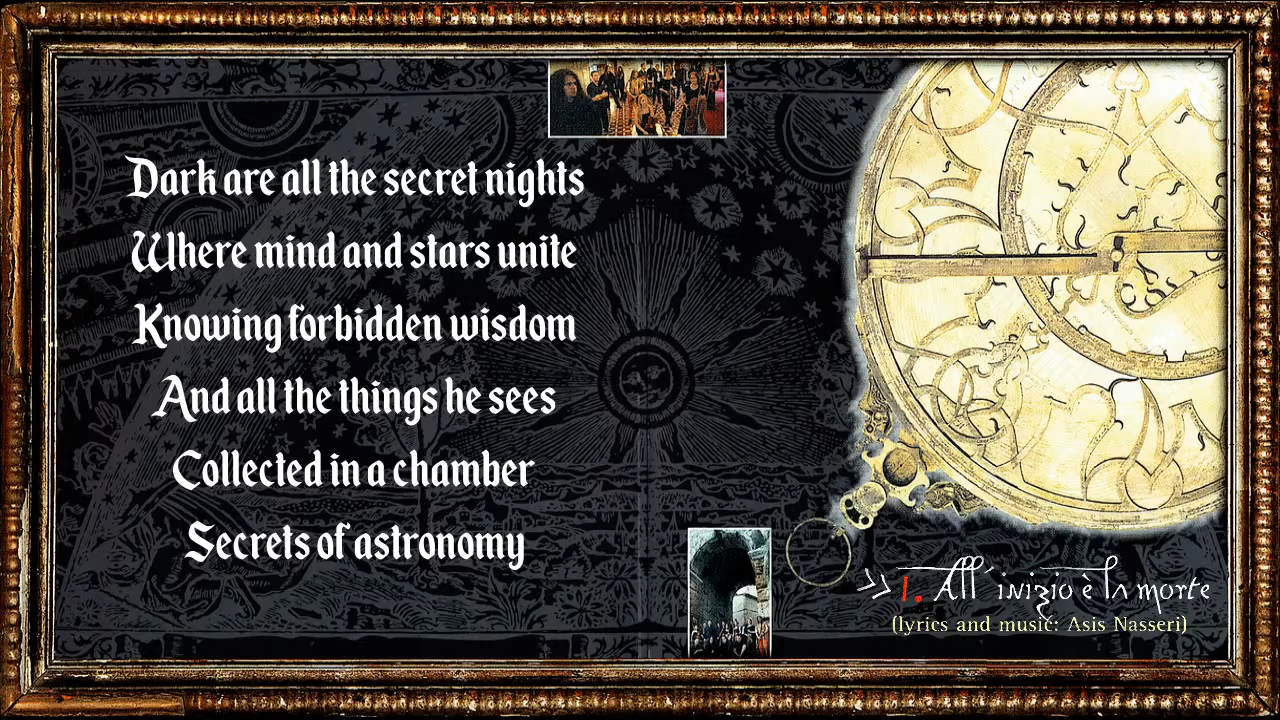 Dark are all the secret nights
Where mind and stars unite
Knowing forbidden wisdom
And all the things he sees
Collected in a chamber
Secrets of astronomy
>> 1. All´ inizio è la morte
(lyrics and music: Asis Nasseri)